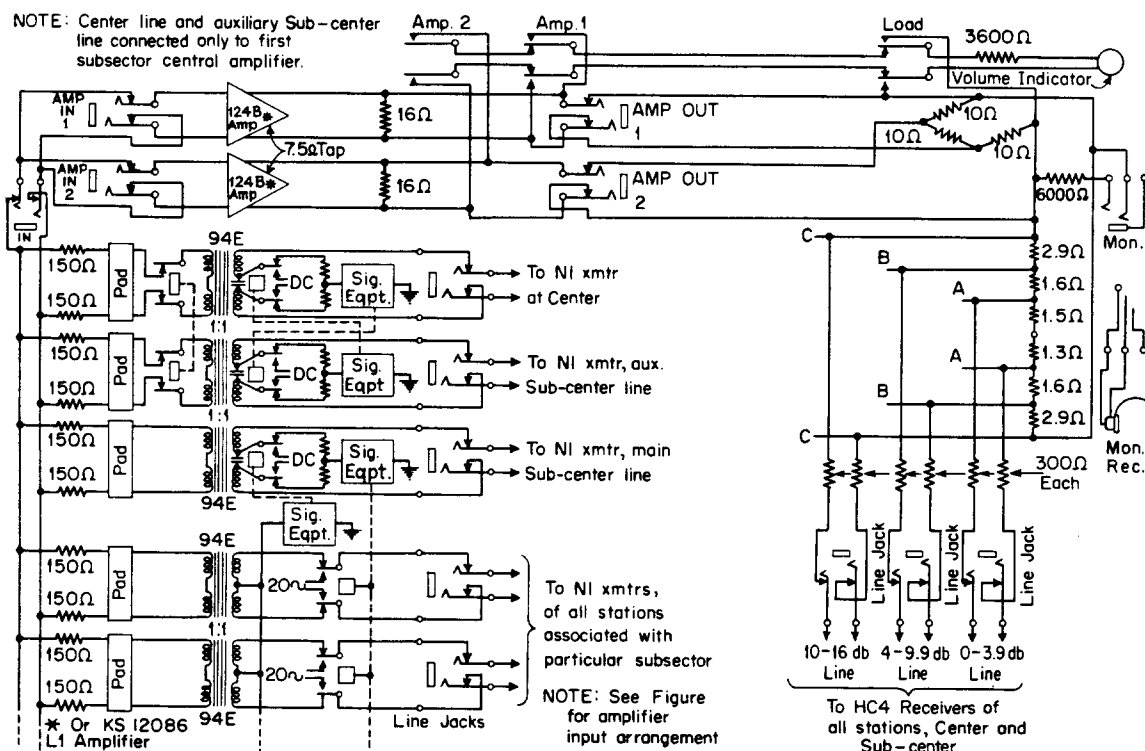 NOTE: Center line and auxiliary Sub-center
line connected only to first
subsector central amplifier.
Amp. 2
Amp. 1
Load
3600Ω
Volume Indicator
AMP
IN
1
124B*
Amp
16Ω
AMP OUT
1
10Ω
10Ω
10Ω
7.5Ω Tap
AMP
IN
2
124B*
Amp
16Ω
AMP OUT
2
6000Ω
Mon.
IN
94E
150Ω
150Ω
Pad
DC
Sig.
Eqpt.
To N1 xmtr
at Center
1:1
150Ω
150Ω
Pad
DC
Sig.
Eqpt
To N1 xmtr, aux.
Sub-center line
1:1
150Ω
150Ω
Pad
DC
Sig.
Eqpt.
To N1 xmtr, main
Sub-center line
94E
Sig.
Eqpt.
94E
150Ω
150Ω
Pad
20~
1:1
150Ω
150Ω
Pad
20~
94E
To N1 xmtrs,
of all stations
associated with
particular subsector
Line Jacks
NOTE: See Figure
for amplifier
input arrangement
* Or KS 12086
L1 Amplifier
C
B
A
A
B
C
2.9Ω
1.6Ω
1.5Ω
1.3Ω
1.6Ω
2.9Ω
Mon.
Rec.
300Ω
Each
Line Jack
Line Jack
Line Jack
10-16 db
Line
4-9.9 db
Line
0-3.9 db
Line
To HC4 Receivers of
all stations, Center and
Sub-center